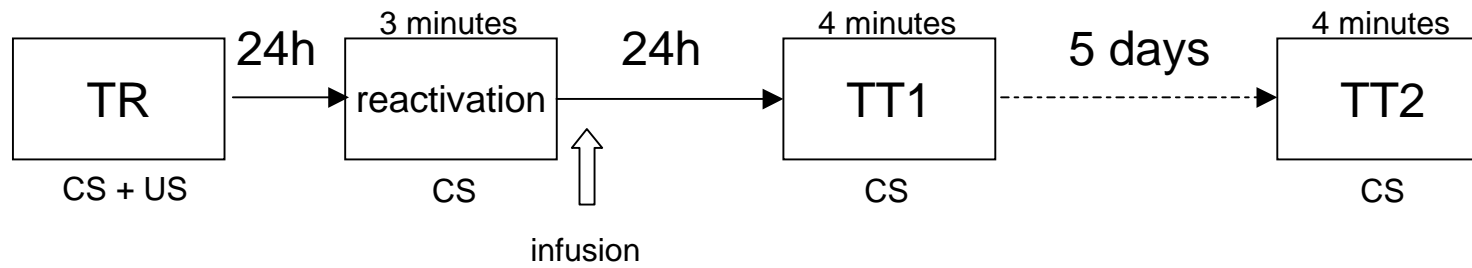 3 minutes
4 minutes
4 minutes
24h
24h
5 days
TR
reactivation
TT1
TT2
CS + US
CS
CS
CS
infusion